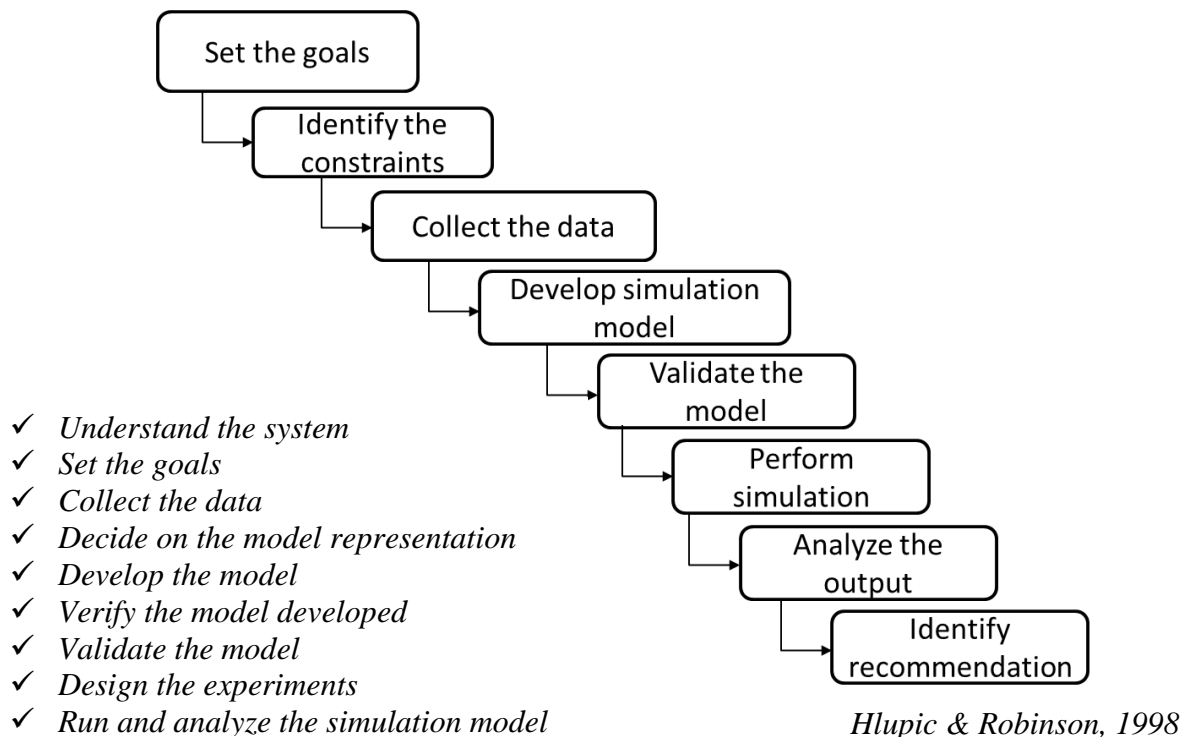 Set the goals
Identify the
constraints
Collect the data
Develop simulation
model
Validate the
model
Perform
simulation
Analyze the
output
Identify
recommendation
✓ Understand the system
✓ Set the goals
✓ Collect the data
✓ Decide on the model representation
✓ Develop the model
✓ Verify the model developed
✓ Validate the model
✓ Design the experiments
✓ Run and analyze the simulation model
Hlupic & Robinson, 1998